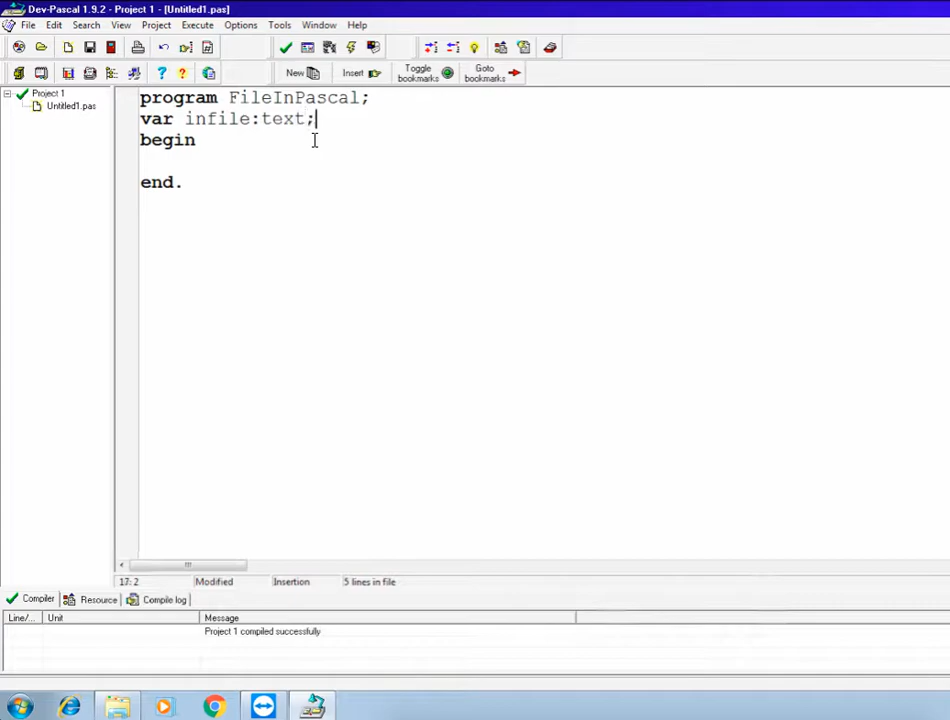 Dev-Pascal 1.9.2 - Project 1 - [Untitled1.pas]
File Edit Search View Project Execute Options Tools Window Help
New Insert Toggle bookmarks Goto bookmarks
Project 1
Untitled1.pas
program FileInPascal;
var infile:text;
begin
end.
17: 2 Modified Insertion 5 lines in file
Compiler Resource Compile log
Line/... Unit Message
Project 1 compiled successfully